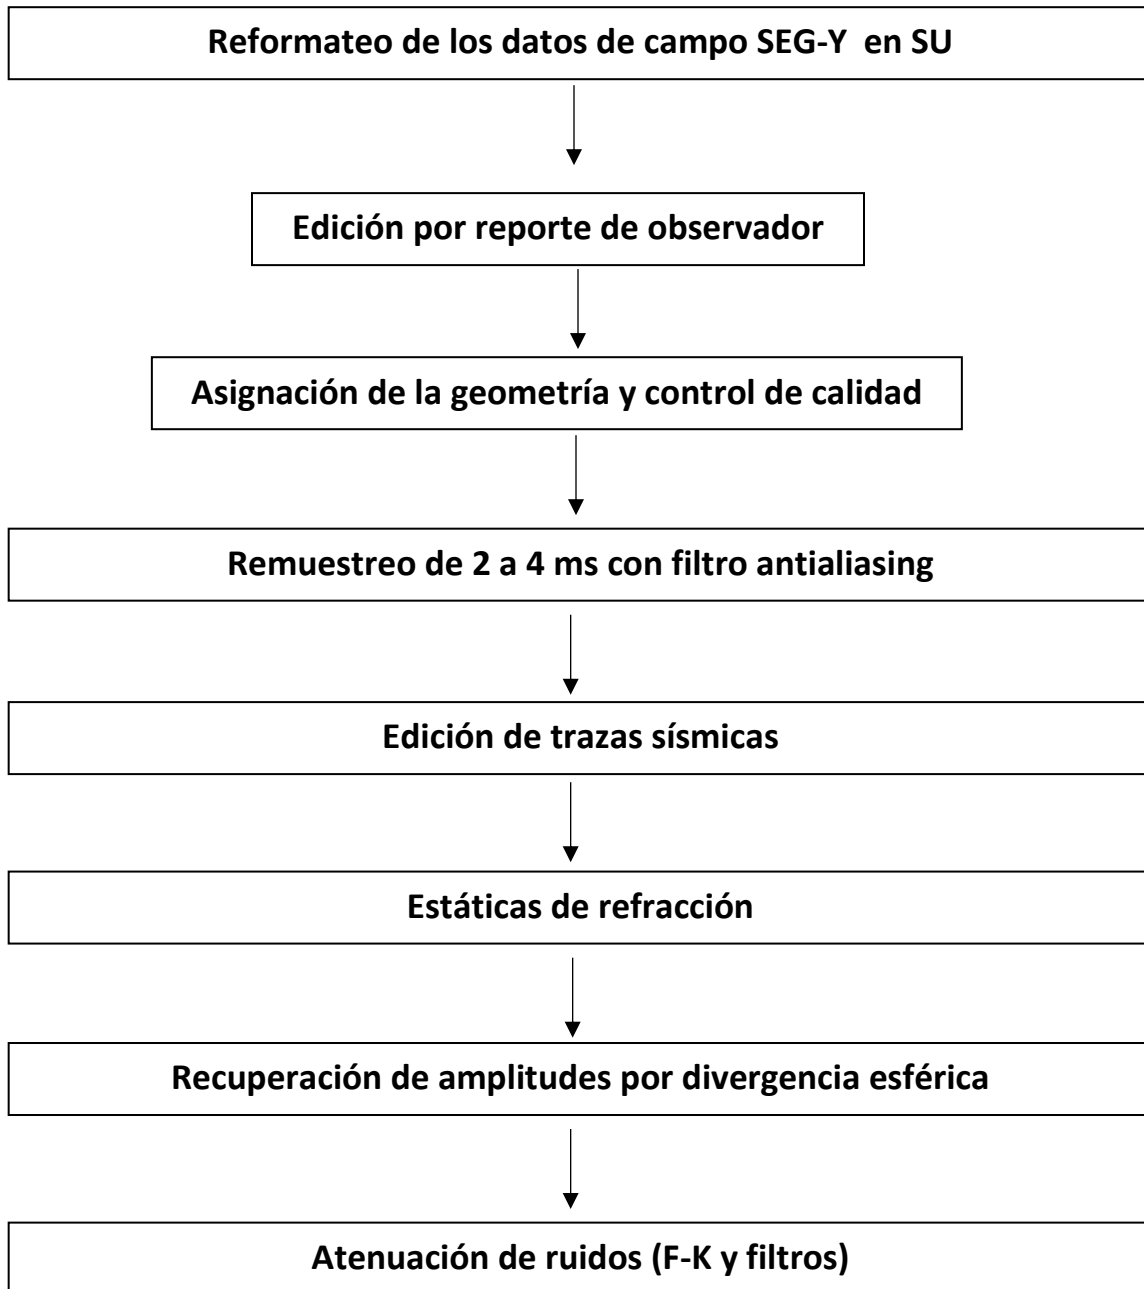 Reformateo de los datos de campo SEG-Y en SU
Edición por reporte de observador
Asignación de la geometría y control de calidad
Remuestreo de 2 a 4 ms con filtro antialiasing
Edición de trazas sísmicas
Estáticas de refracción
Recuperación de amplitudes por divergencia esférica
Atenuación de ruidos (F-K y filtros)